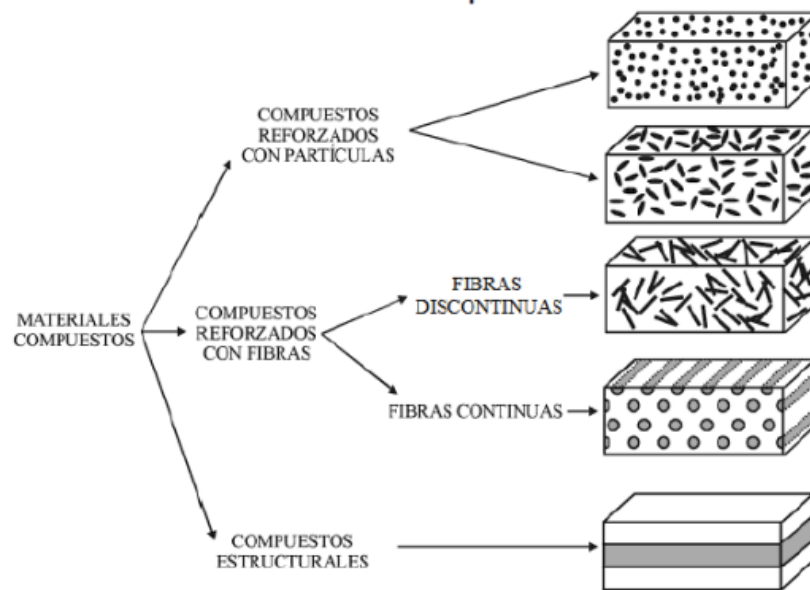 COMPUESTOS
REFORZADOS
CON PARTÍCULAS
FIBRAS
DISCONTINUAS
MATERIALES
COMPUESTOS
COMPUESTOS
REFORZADOS
CON FIBRAS
FIBRAS CONTINUAS
COMPUESTOS
ESTRUCTURALES